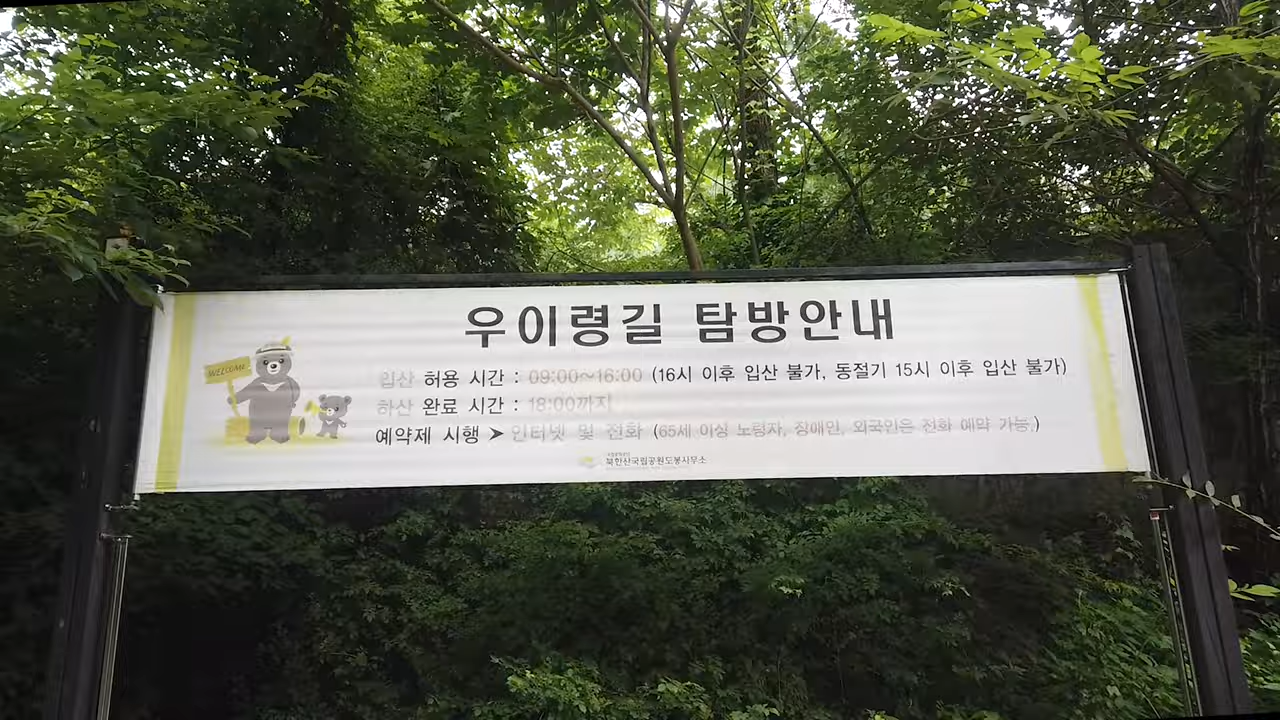 우이령길 탐방안내
WELCOME
입산 허용 시간 : 09:00~16:00 (16시 이후 입산 불가, 동절기 15시 이후 입산 불가)
하산 완료 시간 : 18:00까지
예약제 시행 ➤ 인터넷 및 전화 (65세 이상 노령자, 장애인, 외국인은 전화 예약 가능)
북한산국립공원도봉사무소